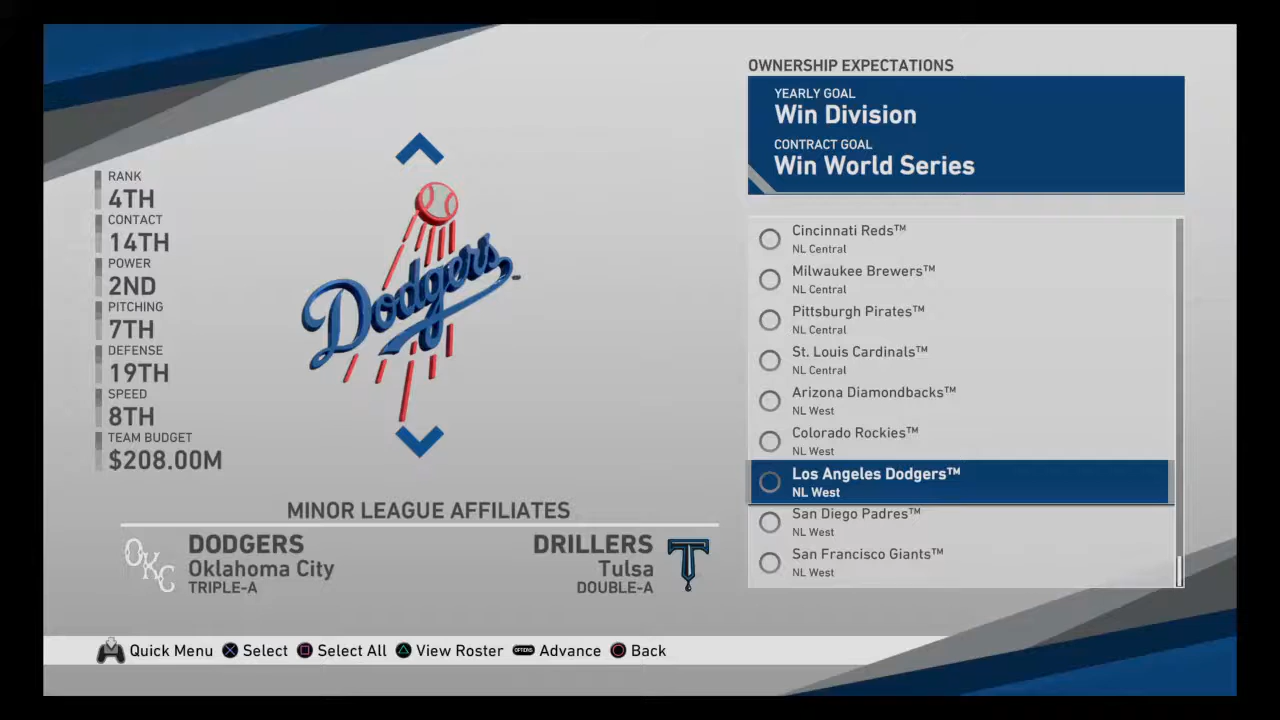 OWNERSHIP EXPECTATIONS
YEARLY GOAL
Win Division
CONTRACT GOAL
Win World Series
RANK
4TH
CONTACT
14TH
POWER
2ND
PITCHING
7TH
DEFENSE
19TH
SPEED
8TH
TEAM BUDGET
$208.00M
Dodgers
Cincinnati Reds™
NL Central
Milwaukee Brewers™
NL Central
Pittsburgh Pirates™
NL Central
St. Louis Cardinals™
NL Central
Arizona Diamondbacks™
NL West
Colorado Rockies™
NL West
Los Angeles Dodgers™
NL West
San Diego Padres™
NL West
San Francisco Giants™
NL West
MINOR LEAGUE AFFILIATES
OKC
DODGERS
Oklahoma City
TRIPLE-A
DRILLERS
Tulsa
DOUBLE-A
T
Quick Menu Select Select All View Roster OPTIONS Advance Back